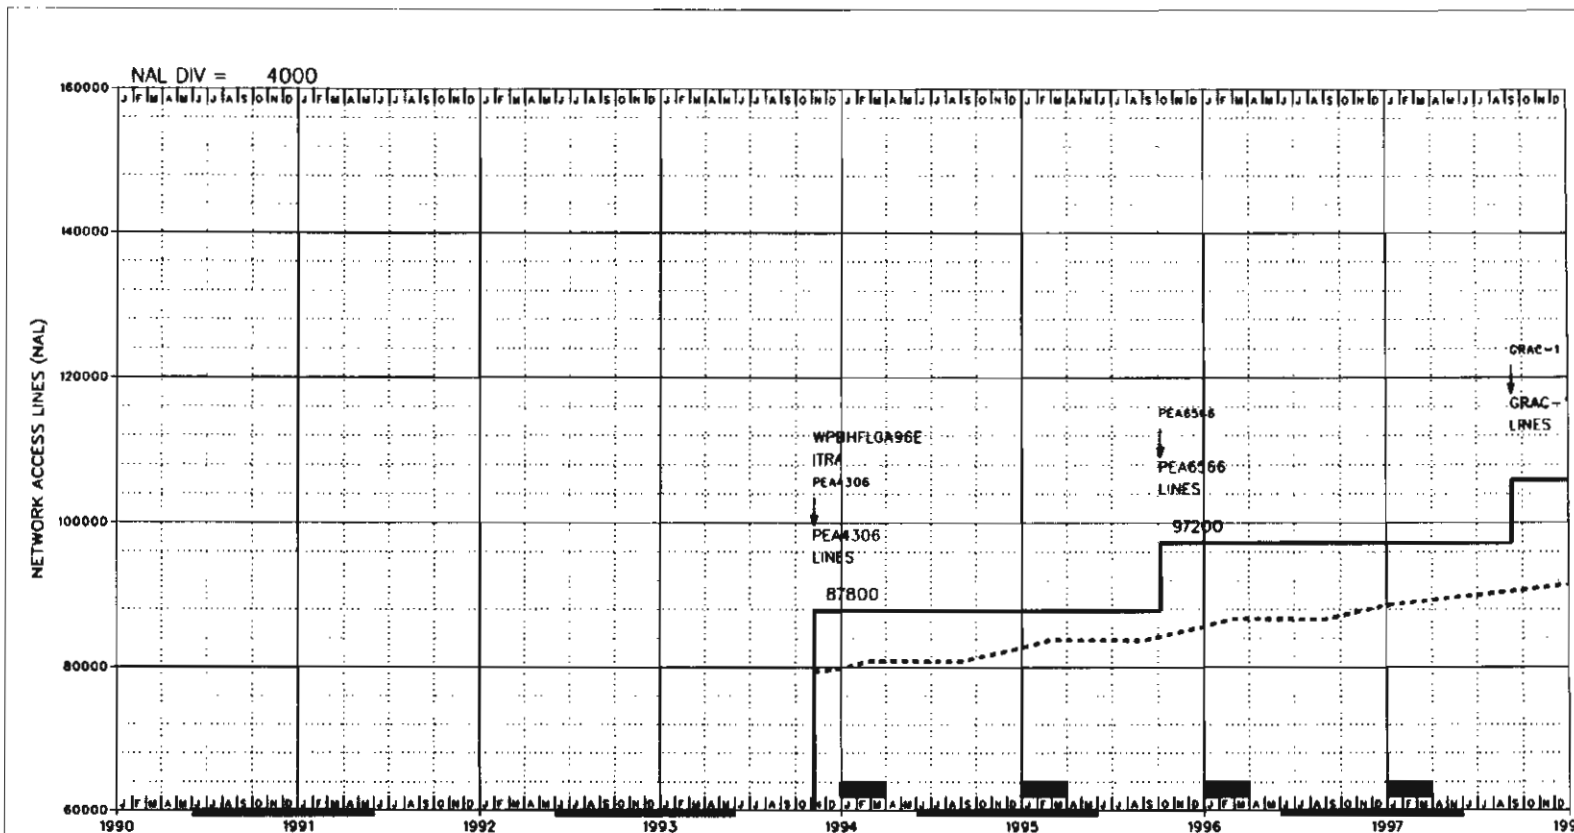 NAL DIV = 4000
160000
J F M A M J J A S O N D J F M A M J J A S O N D J F M A M J J A S O N D J F M A M J J A S O N D J F M A M J J A S O N D J F M A M J J A S O N D J F M A M J J A S O N D J F M A M J J A S O N D
140000
NETWORK ACCESS LINES (NAL)
GRAC-1
120000
GRAC-
LINES
PEA6566
WPBHFLGA96E
ITRA
PEA4306
PEA6566
LINES
100000
97200
PEA4306
LINES
87800
80000
60000
J F M A M J J A S O N D J F M A M J J A S O N D J F M A M J J A S O N D J F M A M J J A S O N D J F M A M J J A S O N D J F M A M J J A S O N D J F M A M J J A S O N D J F M A M J J A S O N D
1990 1991 1992 1993 1994 1995 1996 1997 199